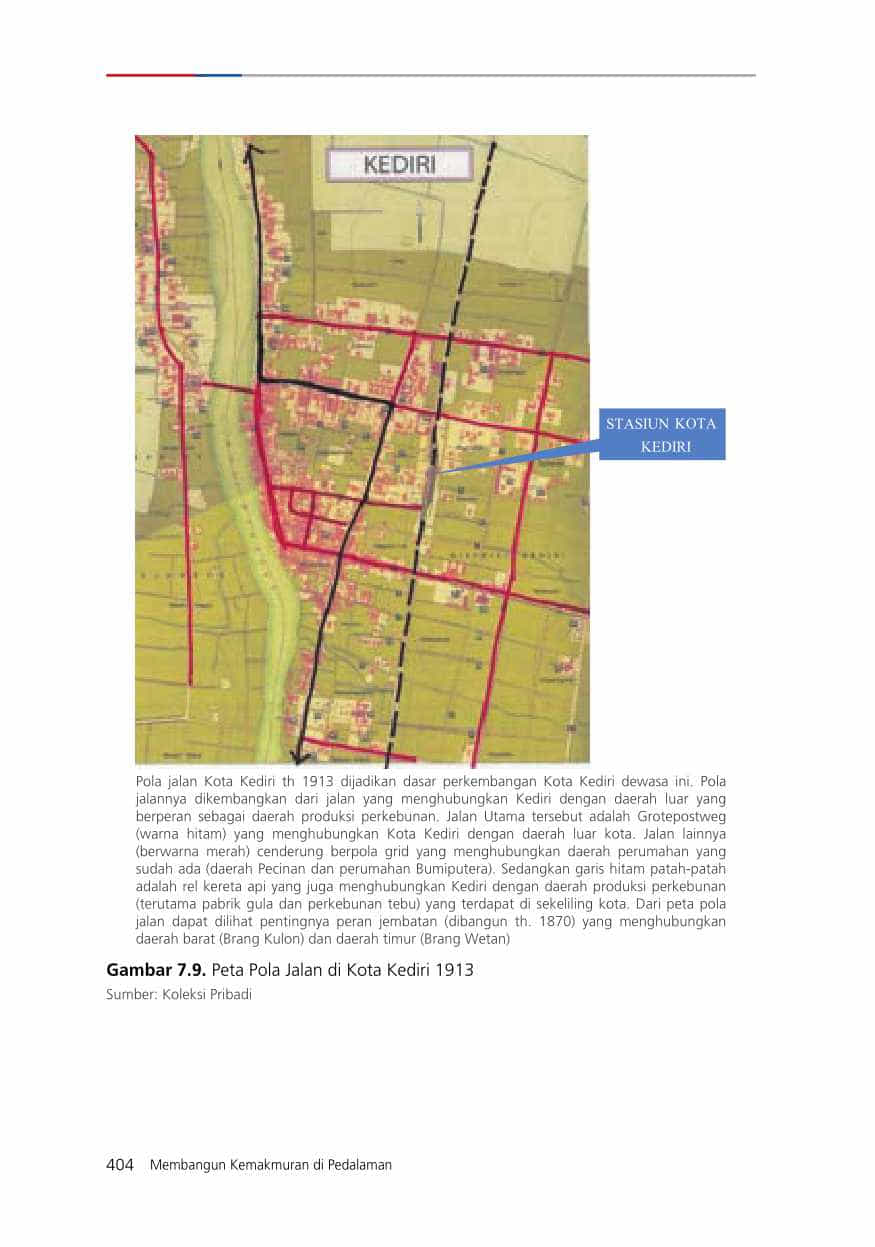 KEDIRI
STASIUN KOTA
KEDIRI
Pola jalan Kota Kediri th 1913 dijadikan dasar perkembangan Kota Kediri dewasa ini. Pola
jalannya dikembangkan dari jalan yang menghubungkan Kediri dengan daerah luar yang
berperan sebagai daerah produksi perkebunan. Jalan Utama tersebut adalah Grotepostweg
(warna hitam) yang menghubungkan Kota Kediri dengan daerah luar kota. Jalan lainnya
(berwarna merah) cenderung berpola grid yang menghubungkan daerah perumahan yang
sudah ada (daerah Pecinan dan perumahan Bumiputera). Sedangkan garis hitam patah-patah
adalah rel kereta api yang juga menghubungkan Kediri dengan daerah produksi perkebunan
(terutama pabrik gula dan perkebunan tebu) yang terdapat di sekeliling kota. Dari peta pola
jalan dapat dilihat pentingnya peran jembatan (dibangun th. 1870) yang menghubungkan
daerah barat (Brang Kulon) dan daerah timur (Brang Wetan)
Gambar 7.9. Peta Pola Jalan di Kota Kediri 1913
Sumber: Koleksi Pribadi
404 Membangun Kemakmuran di Pedalaman